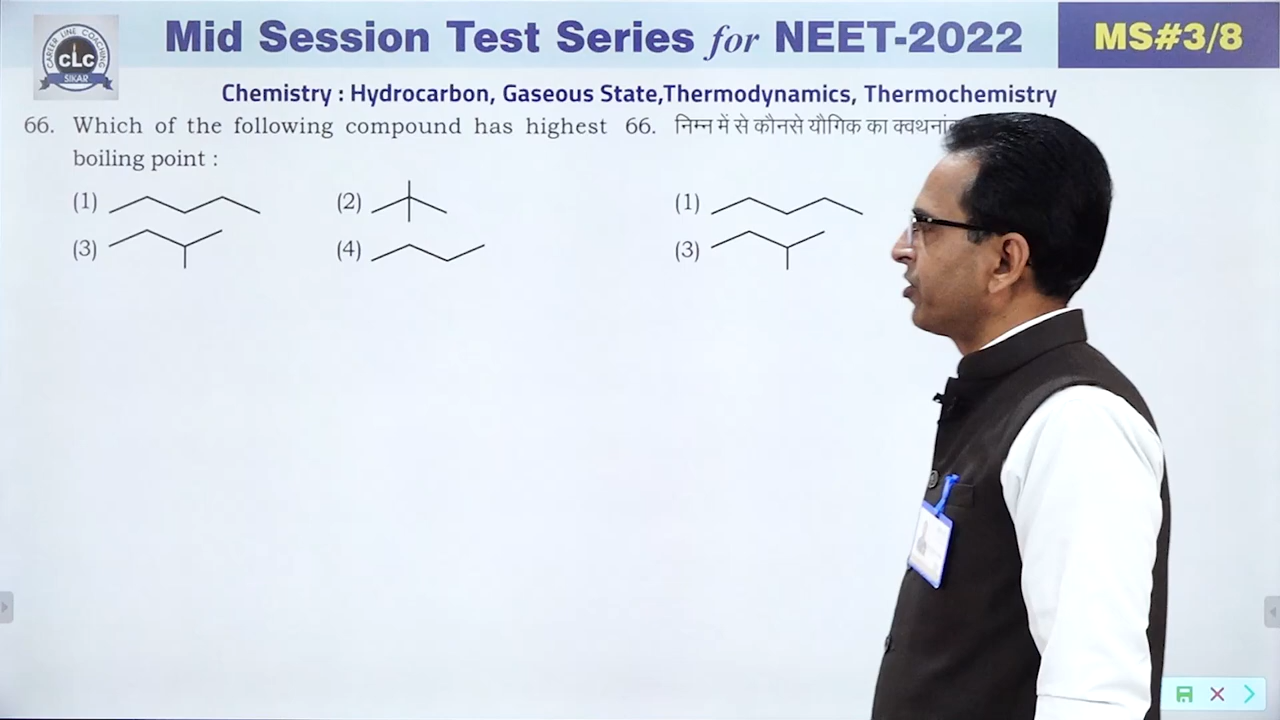 CAREER LINE COACHING
CLC
SIKAR
Mid Session Test Series for NEET-2022
MS#3/8
Chemistry : Hydrocarbon, Gaseous State,Thermodynamics, Thermochemistry
66. Which of the following compound has highest
boiling point :
(1) (2)
(3) (4)
66. निम्न में से कौनसे यौगिक का
(1)
(3)